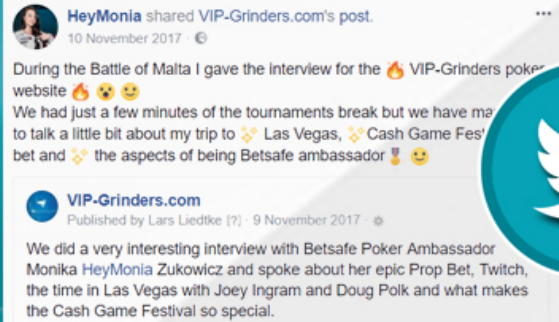 HeyMonia shared VIP-Grinders.com's post.
10 November 2017 ·
During the Battle of Malta I gave the interview for the 🔥 VIP-Grinders poker
website 🔥 😮 🙂
We had just a few minutes of the tournaments break but we have
to talk a little bit about my trip to ✨ Las Vegas, ✨ Cash Game
bet and ✨ the aspects of being Betsafe ambassador 🎖 🙂
VIP-Grinders.com
Published by Lars Liedtke [?] · 9 November 2017 ·
We did a very interesting interview with Betsafe Poker Ambassador
Monika HeyMonia Zukowicz and spoke about her epic Prop Bet, Twitch,
the time in Las Vegas with Joey Ingram and Doug Polk and what makes
the Cash Game Festival so special.